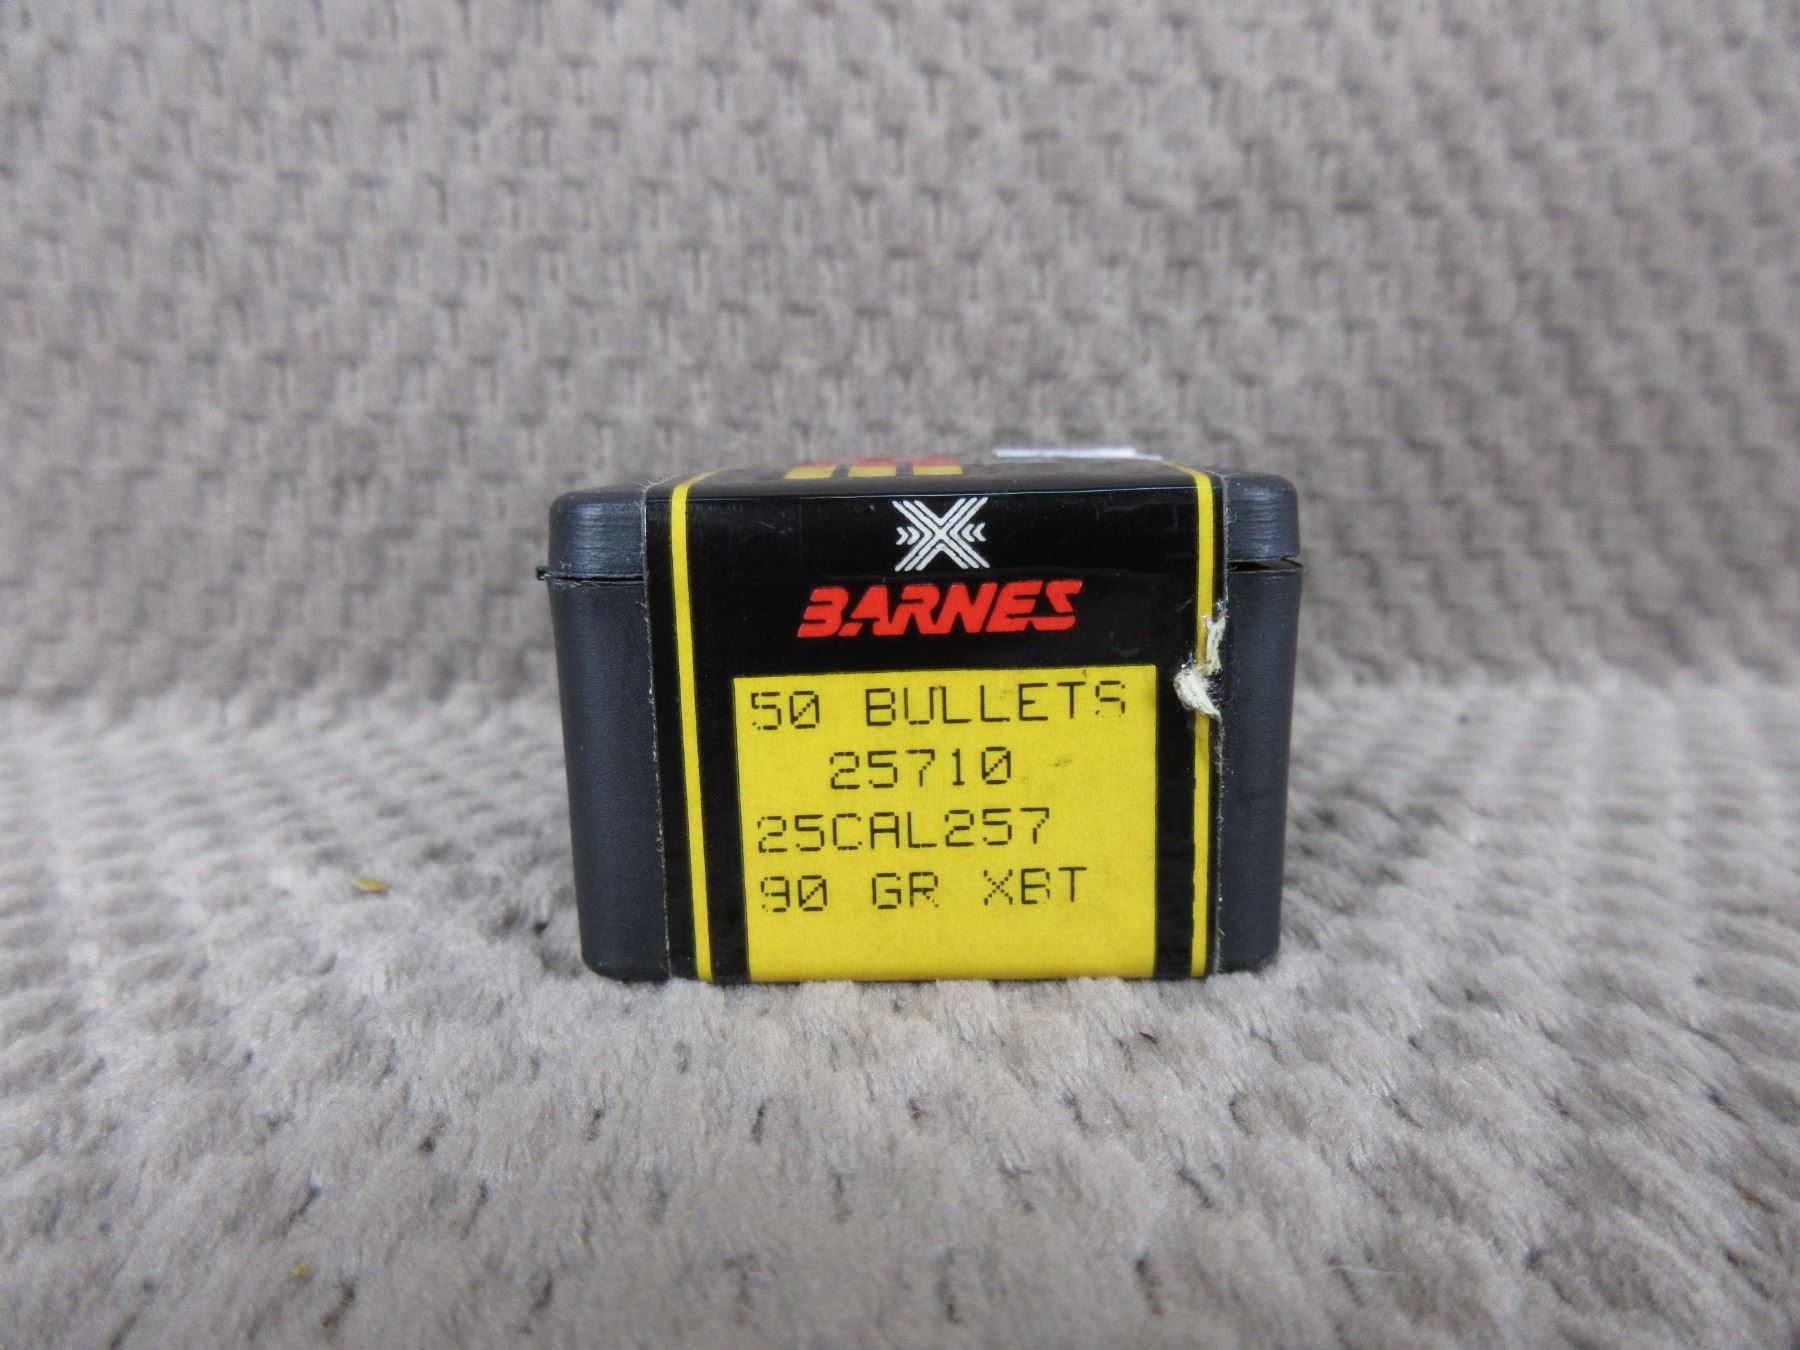 BARNES
50 BULLETS
25710
25CAL257
90 GR XBT